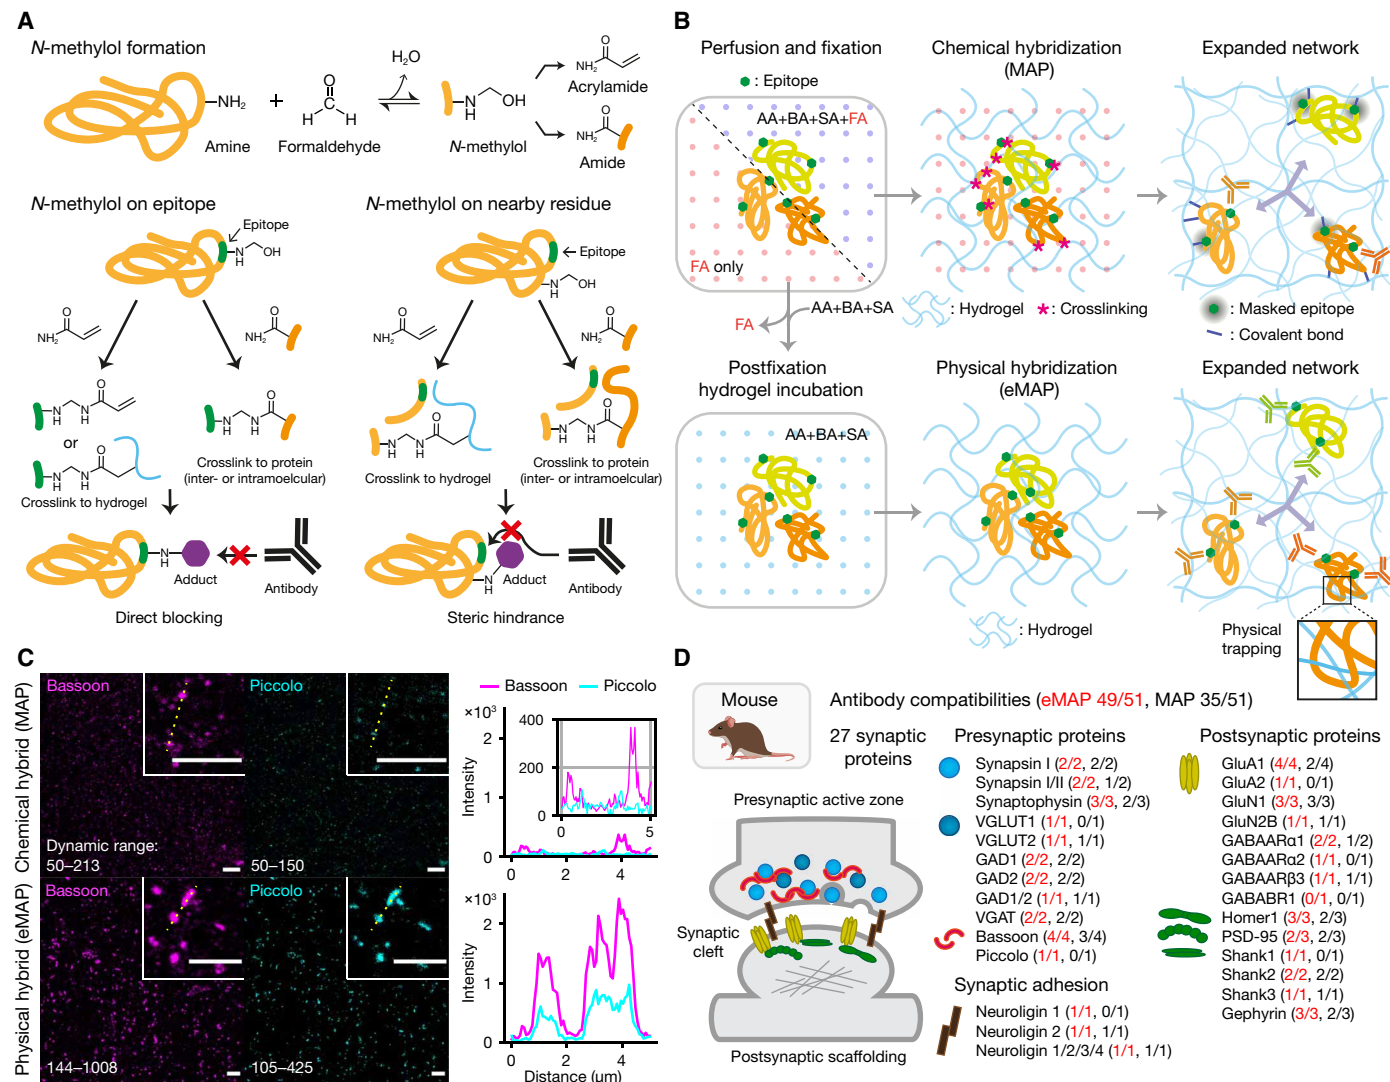 A
N-methylol formation
NH2
Amine
+
O
H H
Formaldehyde
H2O
N
H
OH
N-methylol
O
NH2
Acrylamide
O
NH2
Amide
N-methylol on epitope
Epitope
N
H
OH
N-methylol on nearby residue
Epitope
N
H
OH
O
NH2
O
NH2
O
NH2
O
NH2
O
N
H
NH
or
O
N
H
NH
Crosslink to hydrogel
O
N
H
NH
Crosslink to protein
(inter- or intramoelcular)
O
N
H
NH
Crosslink to hydrogel
O
N
H
NH
Crosslink to protein
(inter- or intramoelcular)
N
H
Adduct
Antibody
Direct blocking
N
H
Adduct
Antibody
Steric hindrance
B
Perfusion and fixation
: Epitope
AA+BA+SA+FA
FA only
FA
AA+BA+SA
Chemical hybridization
(MAP)
: Hydrogel
: Crosslinking
Expanded network
: Masked epitope
: Covalent bond
Postfixation
hydrogel incubation
AA+BA+SA
Physical hybridization
(eMAP)
: Hydrogel
Expanded network
Physical
trapping
C
Chemical hybrid (MAP)
Bassoon
Dynamic range:
50–213
Piccolo
50–150
Physical hybrid (eMAP)
Bassoon
144–1008
Piccolo
105–425
Bassoon
Piccolo
×10³
Intensity
2
1
0
0 2 4
400
200
0
0 5
×10³
Intensity
2
1
0
0 2 4
Distance (um)
D
Mouse
Antibody compatibilities (eMAP 49/51, MAP 35/51)
27 synaptic
proteins
Presynaptic active zone
Synaptic
cleft
Postsynaptic scaffolding
Presynaptic proteins
Synapsin I (2/2, 2/2)
Synapsin I/II (2/2, 1/2)
Synaptophysin (3/3, 2/3)
VGLUT1 (1/1, 0/1)
VGLUT2 (1/1, 1/1)
GAD1 (2/2, 2/2)
GAD2 (2/2, 2/2)
GAD1/2 (1/1, 1/1)
VGAT (2/2, 2/2)
Bassoon (4/4, 3/4)
Piccolo (1/1, 0/1)
Synaptic adhesion
Neuroligin 1 (1/1, 0/1)
Neuroligin 2 (1/1, 1/1)
Neuroligin 1/2/3/4 (1/1, 1/1)
Postsynaptic proteins
GluA1 (4/4, 2/4)
GluA2 (1/1, 0/1)
GluN1 (3/3, 3/3)
GluN2B (1/1, 1/1)
GABAARα1 (2/2, 1/2)
GABAARα2 (1/1, 0/1)
GABAARβ3 (1/1, 1/1)
GABABR1 (0/1, 0/1)
Homer1 (3/3, 2/3)
PSD-95 (2/3, 2/3)
Shank1 (1/1, 0/1)
Shank2 (2/2, 2/2)
Shank3 (1/1, 1/1)
Gephyrin (3/3, 2/3)